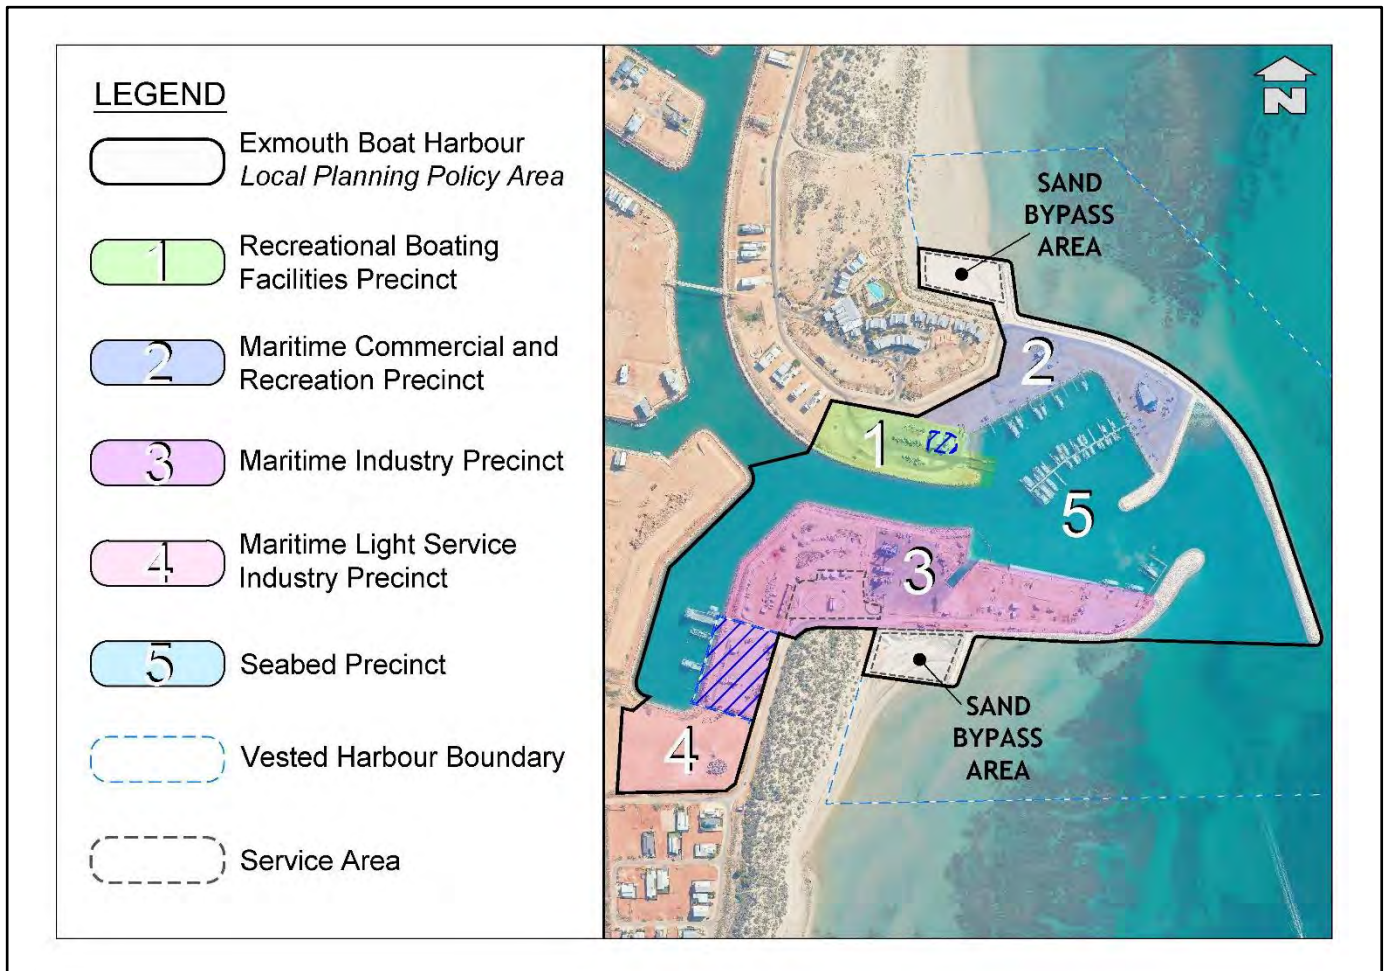 LEGEND
Exmouth Boat Harbour
Local Planning Policy Area
1
Recreational Boating
Facilities Precinct
2
Maritime Commercial and
Recreation Precinct
3
Maritime Industry Precinct
4
Maritime Light Service
Industry Precinct
5
Seabed Precinct
Vested Harbour Boundary
Service Area
N
SAND
BYPASS
AREA
2
1
5
3
SAND
BYPASS
AREA
4